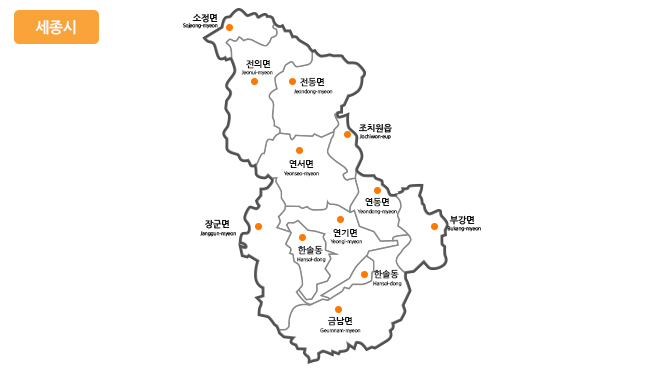 세종시
소정면
Sojeong-myeon
전의면
Jeonui-myeon
전동면
Jeondong-myeon
조치원읍
Jochiwon-eup
연서면
Yeonseo-myeon
연동면
Yeondong-myeon
장군면
Janggun-myeon
연기면
Yeongi-myeon
부강면
Bukang-myeon
한솔동
Hansol-dong
한솔동
Hansol-dong
금남면
Geumnam-myeon